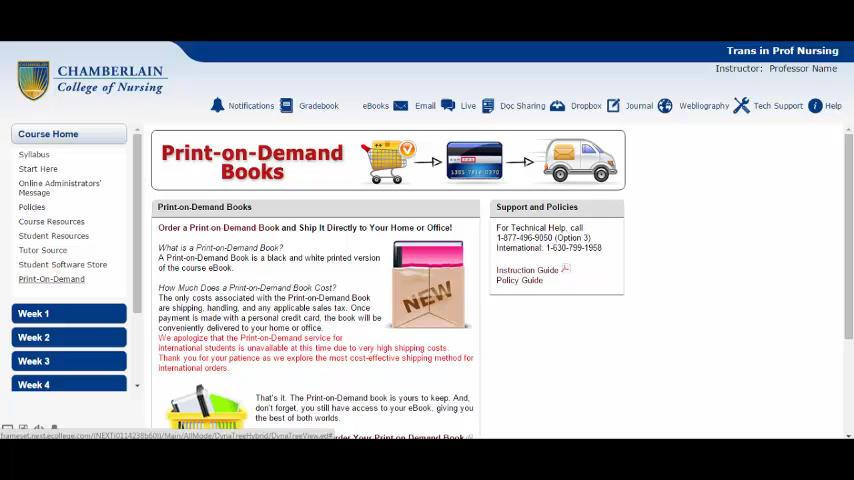 Trans in Prof Nursing
Instructor: Professor Name
CHAMBERLAIN
College of Nursing
Notifications Gradebook eBooks Email Live Doc Sharing Dropbox Journal Webliography Tech Support Help
Course Home
Syllabus
Start Here
Online Administrators'
Message
Policies
Course Resources
Student Resources
Tutor Source
Student Software Store
Print-On-Demand
Week 1
Week 2
Week 3
Week 4
Print-on-Demand
Books
Print-on-Demand Books
Order a Print-on-Demand Book and Ship It Directly to Your Home or Office!
What is a Print-on-Demand Book?
A Print-on-Demand Book is a black and white printed version
of the course eBook.
How Much Does a Print-on-Demand Book Cost?
The only costs associated with the Print-on-Demand Book
are shipping, handling, and any applicable sales tax. Once
payment is made with a personal credit card, the book will be
conveniently delivered to your home or office.
We apologize that the Print-on-Demand service for
international students is unavailable at this time due to very high shipping costs.
Thank you for your patience as we explore the most cost-effective shipping method for
international orders.
NEW
That's it. The Print-on-Demand book is yours to keep. And,
don't forget, you still have access to your eBook, giving you
the best of both worlds.
Your Print on Demand Book
Support and Policies
For Technical Help, call
1-877-496-9050 (Option 3)
International: 1-630-799-1958
Instruction Guide
Policy Guide